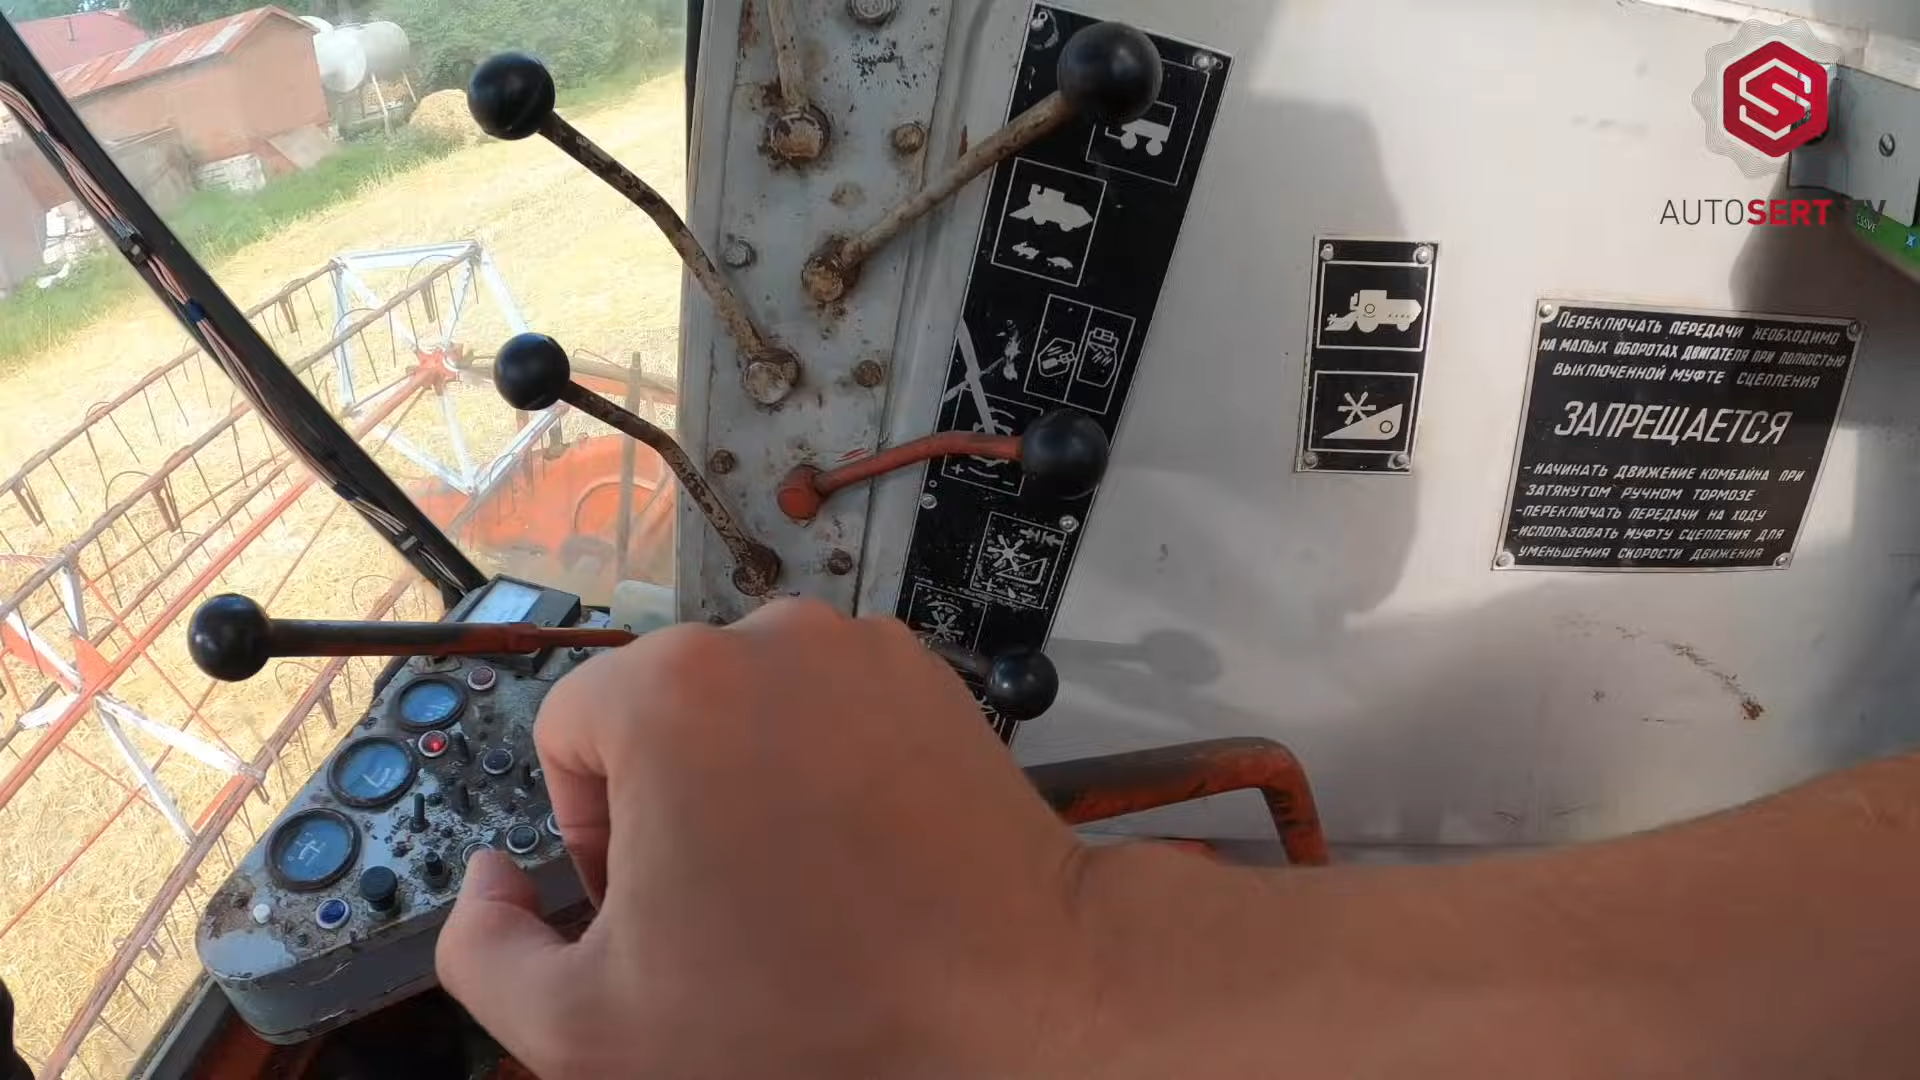 AUTOSERT TV
ПЕРЕКЛЮЧАТЬ ПЕРЕДАЧИ НЕОБХОДИМО
НА МАЛЫХ ОБОРОТАХ ДВИГАТЕЛЯ ПРИ ПОЛНОСТЬЮ
ВЫКЛЮЧЕННОЙ МУФТЕ СЦЕПЛЕНИЯ
ЗАПРЕЩАЕТСЯ
-НАЧИНАТЬ ДВИЖЕНИЕ КОМБАЙНА ПРИ
ЗАТЯНУТОМ РУЧНОМ ТОРМОЗЕ
-ПЕРЕКЛЮЧАТЬ ПЕРЕДАЧИ НА ХОДУ
-ИСПОЛЬЗОВАТЬ МУФТУ СЦЕПЛЕНИЯ ДЛЯ
УМЕНЬШЕНИЯ СКОРОСТИ ДВИЖЕНИЯ